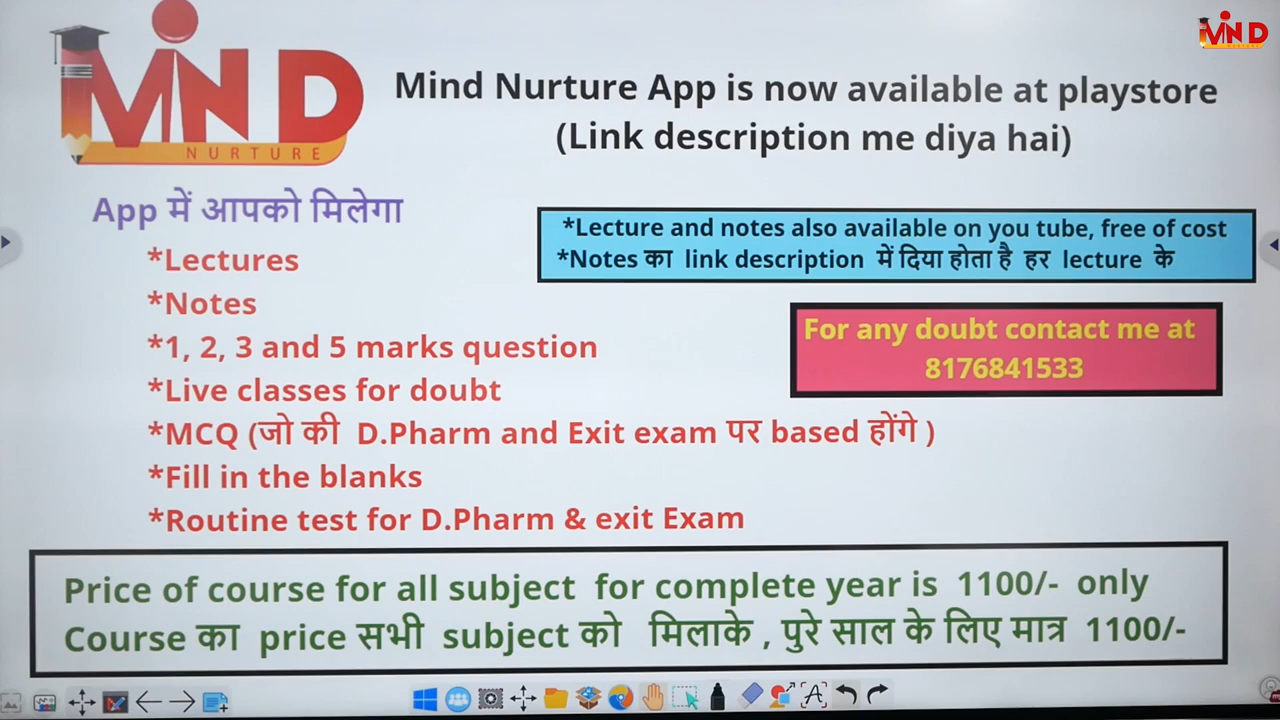 MIND
NURTURE
MIND
NURTURE
Mind Nurture App is now available at playstore
(Link description me diya hai)
App में आपको मिलेगा
*Lectures
*Notes
*1, 2, 3 and 5 marks question
*Live classes for doubt
*MCQ (जो की D.Pharm and Exit exam पर based होंगे )
*Fill in the blanks
*Routine test for D.Pharm & exit Exam
*Lecture and notes also available on you tube, free of cost
*Notes का link description में दिया होता है हर lecture के
For any doubt contact me at
8176841533
Price of course for all subject for complete year is 1100/- only
Course का price सभी subject को मिलाके , पुरे साल के लिए मात्र 1100/-